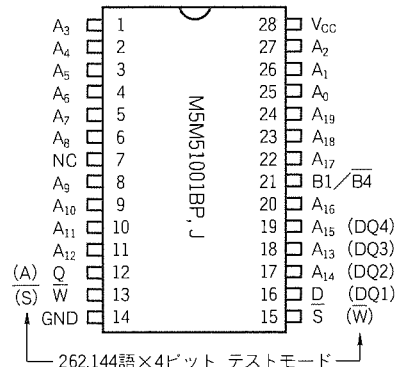 A₃ 1 28 V_CC
A₄ 2 27 A₂
A₅ 3 26 A₁
A₆ 4 25 A₀
A₇ 5 24 A₁₉
A₈ 6 23 A₁₈
NC 7 22 A₁₇
A₉ 8 21 B1/B̅4̅
A₁₀ 9 20 A₁₆
A₁₁ 10 19 A₁₅ (DQ4)
A₁₂ 11 18 A₁₃ (DQ3)
(A) Q 12 17 A₁₄ (DQ2)
(S̅) W̅ 13 16 D (DQ1)
GND 14 15 S̅ (W̅)
M5M51001BP, J
262,144語×4ビット テストモード